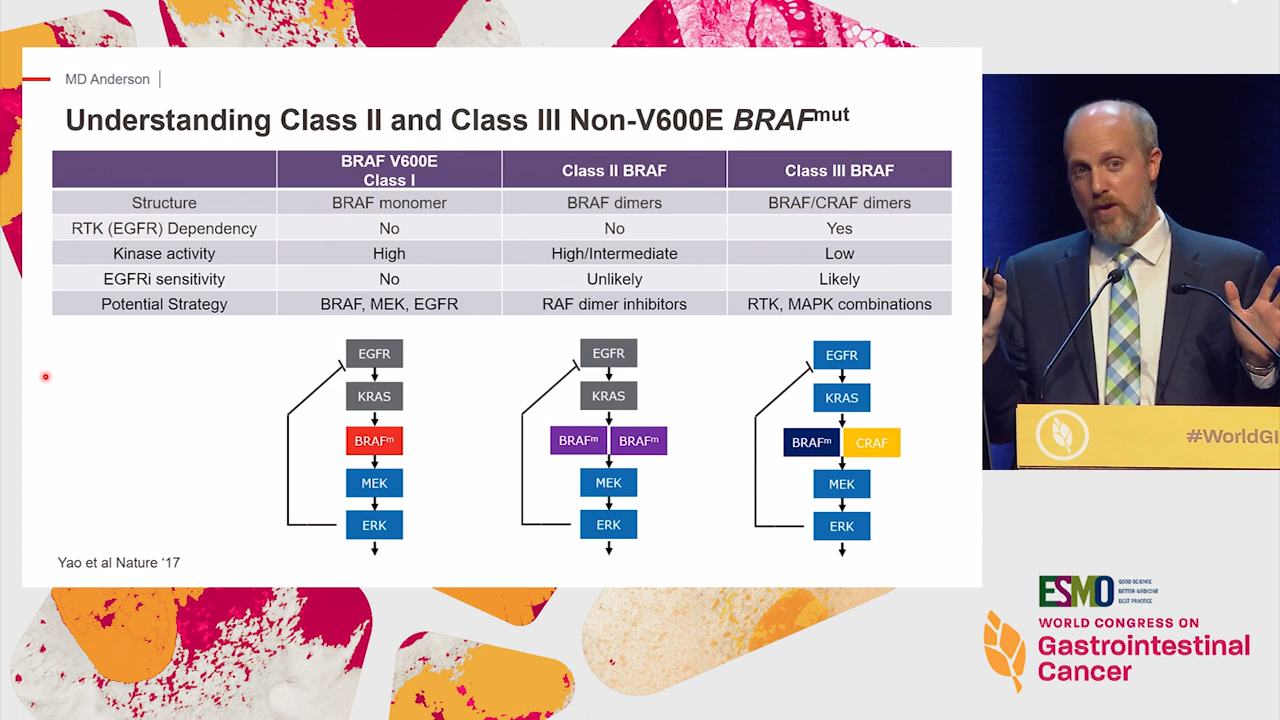 MD Anderson
Understanding Class II and Class III Non-V600E BRAFmut
BRAF V600E
Class I
Class II BRAF
Class III BRAF
Structure
BRAF monomer
BRAF dimers
BRAF/CRAF dimers
RTK (EGFR) Dependency
No
No
Yes
Kinase activity
High
High/Intermediate
Low
EGFRi sensitivity
No
Unlikely
Likely
Potential Strategy
BRAF, MEK, EGFR
RAF dimer inhibitors
RTK, MAPK combinations
EGFR
KRAS
BRAFm
MEK
ERK
EGFR
KRAS
BRAFm
BRAFm
MEK
ERK
EGFR
KRAS
BRAFm
CRAF
MEK
ERK
Yao et al Nature ‘17
#WorldGI
ESMO
GOOD SCIENCE
BETTER MEDICINE
BEST PRACTICE
WORLD CONGRESS ON
Gastrointestinal
Cancer